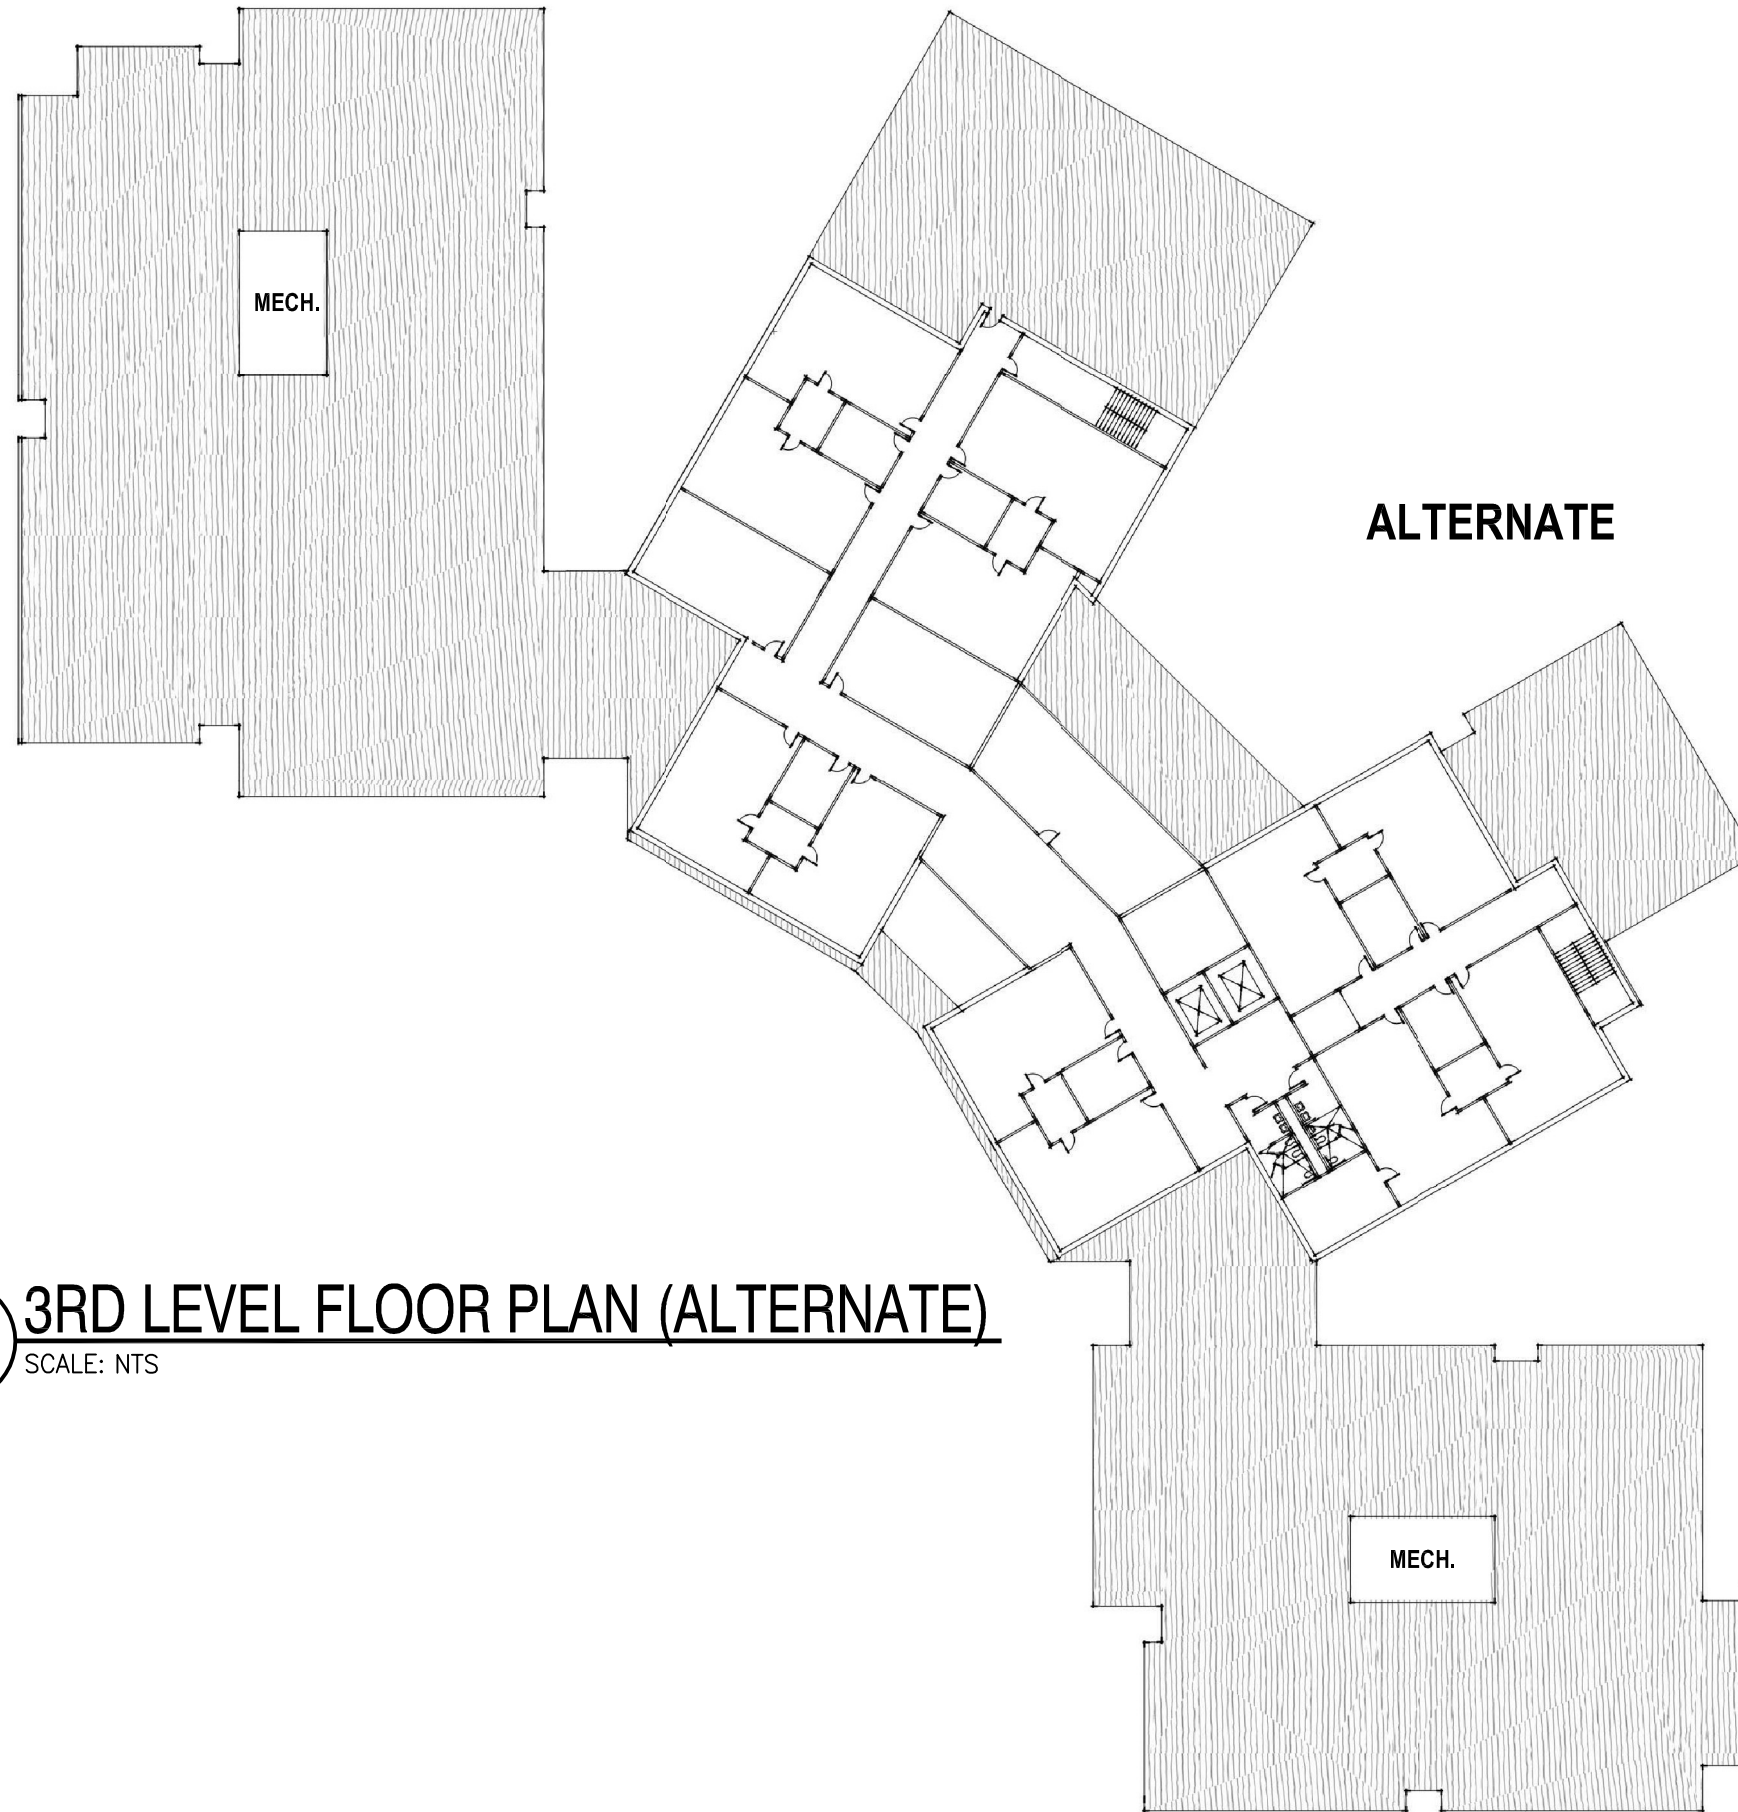 MECH.
ALTERNATE
3RD LEVEL FLOOR PLAN (ALTERNATE)
SCALE: NTS
MECH.